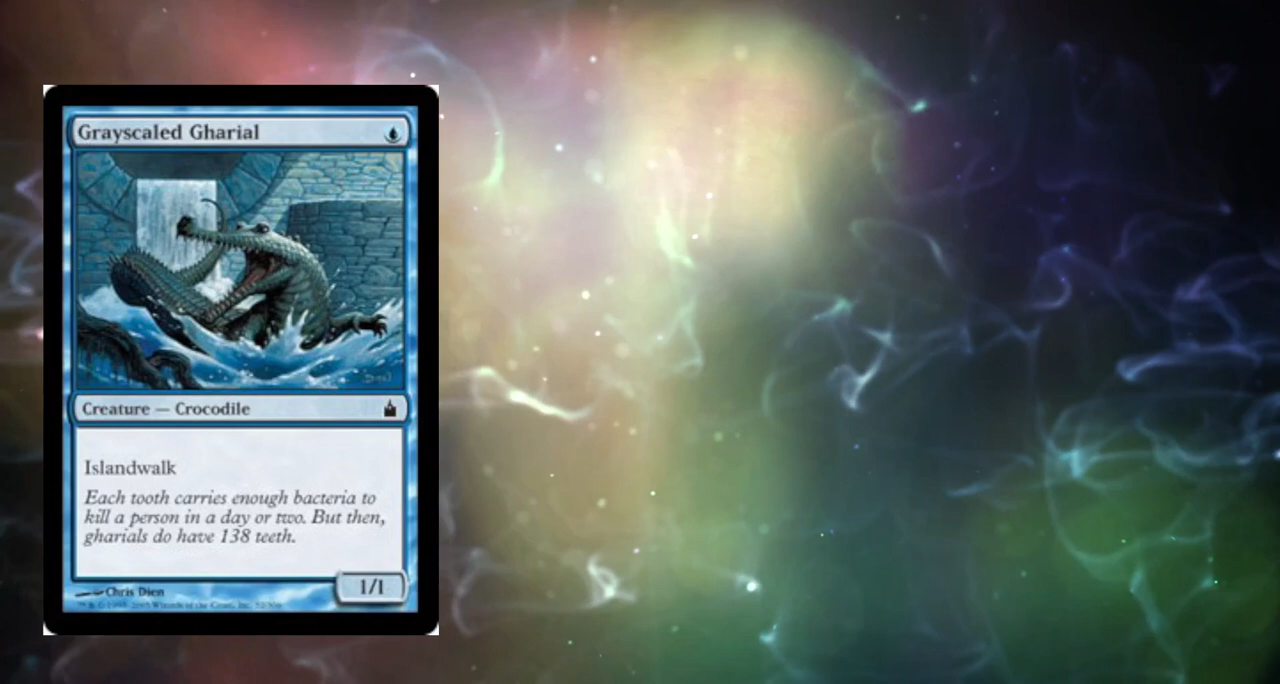 Grayscaled Gharial
Creature — Crocodile
Islandwalk
Each tooth carries enough bacteria to
kill a person in a day or two. But then,
gharials do have 138 teeth.
1/1
Chris Dien